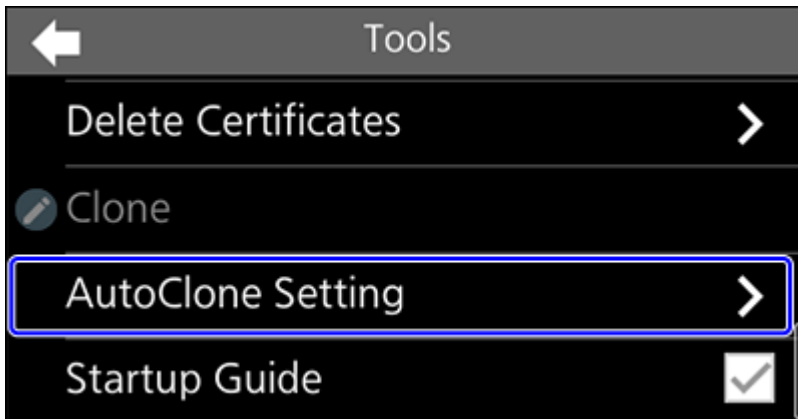 Tools
Delete Certificates
Clone
AutoClone Setting
Startup Guide